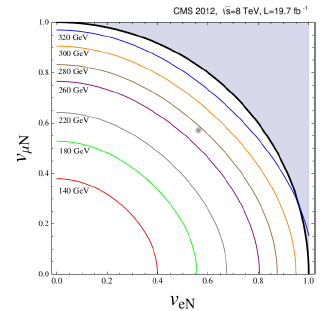 CMS 2012, √s=8 TeV, L=19.7 fb⁻¹
1.0
0.8
0.6
0.4
0.2
0.0
320 GeV
300 GeV
280 GeV
260 GeV
220 GeV
180 GeV
140 GeV
0.0 0.2 0.4 0.6 0.8 1.0
νμN
νeN